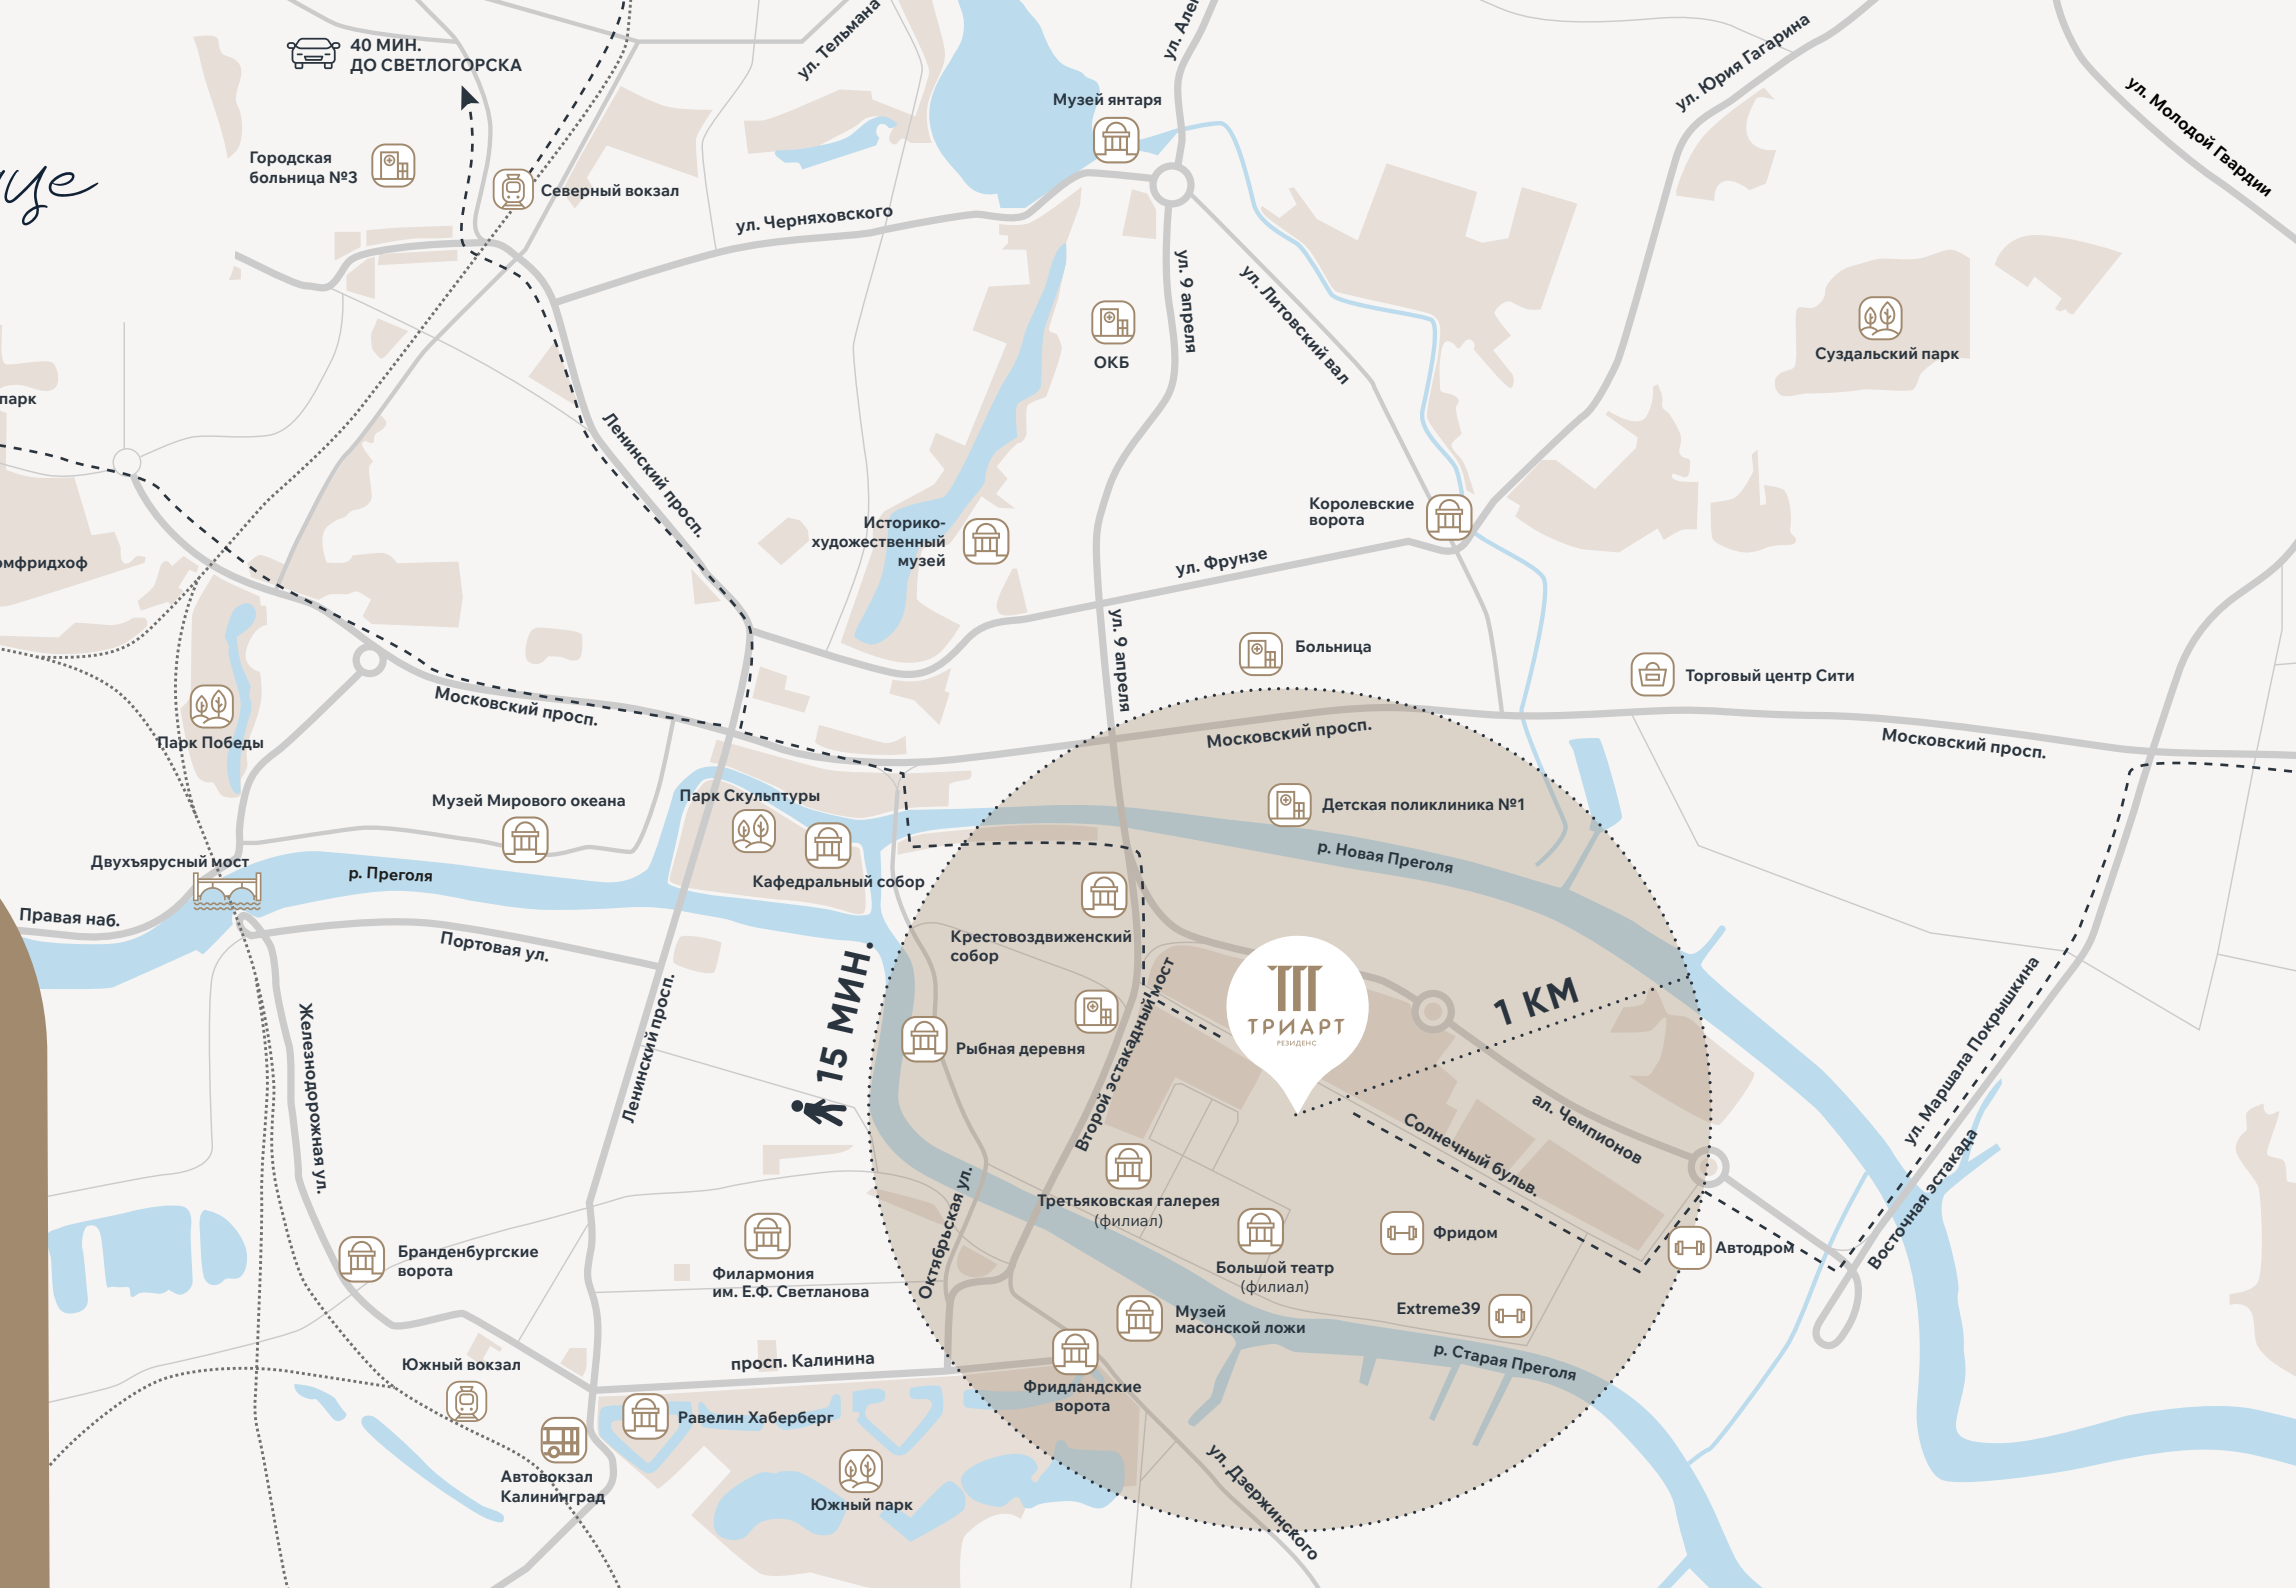 40 МИН.
ДО СВЕТЛОГОРСКА
ул. Тельмана
ул. Юрия Гагарина
ул. Молодой Гвардии
Музей янтаря
Городская
больница №3
Северный вокзал
ул. Черняховского
ул. 9 апреля
ул. Литовский вал
ОКБ
Суздальский парк
парк
Ленинский просп.
Историко-
художественный
музей
Королевские
ворота
ул. Фрунзе
ул. 9 апреля
Больница
Торговый центр Сити
Московский просп.
Московский просп.
Московский просп.
Парк Победы
Музей Мирового океана
Парк Скульптуры
Детская поликлиника №1
р. Новая Преголя
Двухъярусный мост
р. Преголя
Кафедральный собор
Правая наб.
Портовая ул.
Крестовоздвиженский
собор
15 МИН.
1 КМ
ТРИАРТ
РЕЗИДЕНС
Железнодорожная ул.
Ленинский просп.
Рыбная деревня
Второй эстакадный мост
ал. Чемпионов
Солнечный бульв.
ул. Маршала Покрышкина
Восточная эстакада
Третьяковская галерея
(филиал)
Октябрьская ул.
Большой театр
(филиал)
Фридом
Автодром
Бранденбургские
ворота
Филармония
им. Е.Ф. Светланова
Музей
масонской ложи
Extreme39
р. Старая Преголя
Южный вокзал
просп. Калинина
Фридландские
ворота
Равелин Хаберберг
Автовокзал
Калининград
Южный парк
ул. Дзержинского